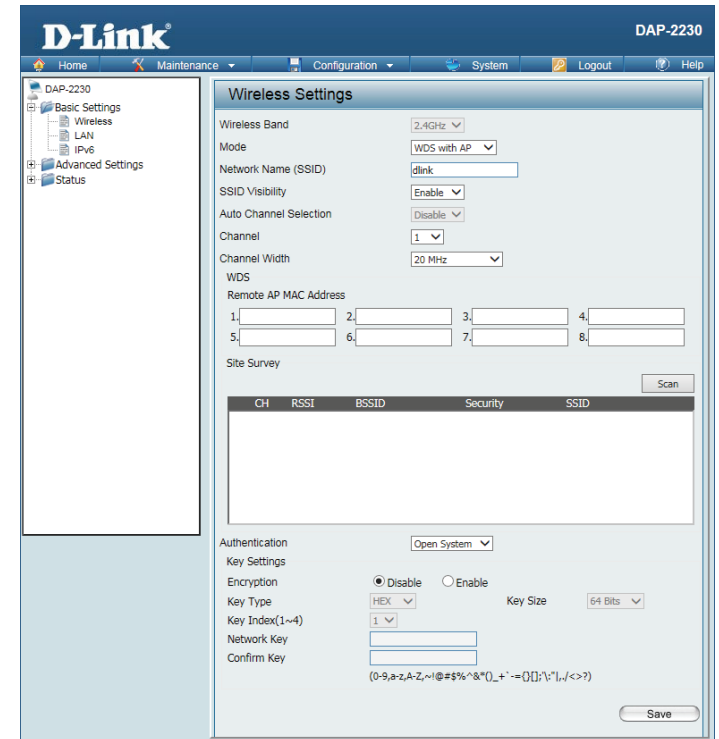 D-Link®
DAP-2230
Home Maintenance Configuration System Logout Help
DAP-2230
Basic Settings
Wireless
LAN
IPv6
Advanced Settings
Status
Wireless Settings
Wireless Band 2.4GHz
Mode WDS with AP
Network Name (SSID) dlink
SSID Visibility Enable
Auto Channel Selection Disable
Channel 1
Channel Width 20 MHz
WDS
Remote AP MAC Address
1. 2. 3. 4.
5. 6. 7. 8.
Site Survey
Scan
CH RSSI BSSID Security SSID
Authentication Open System
Key Settings
Encryption Disable Enable
Key Type HEX Key Size 64 Bits
Key Index(1~4) 1
Network Key
Confirm Key
(0-9,a-z,A-Z,~!@#$%^&*()_+`-={}[];'\:"|,./<>?)
Save